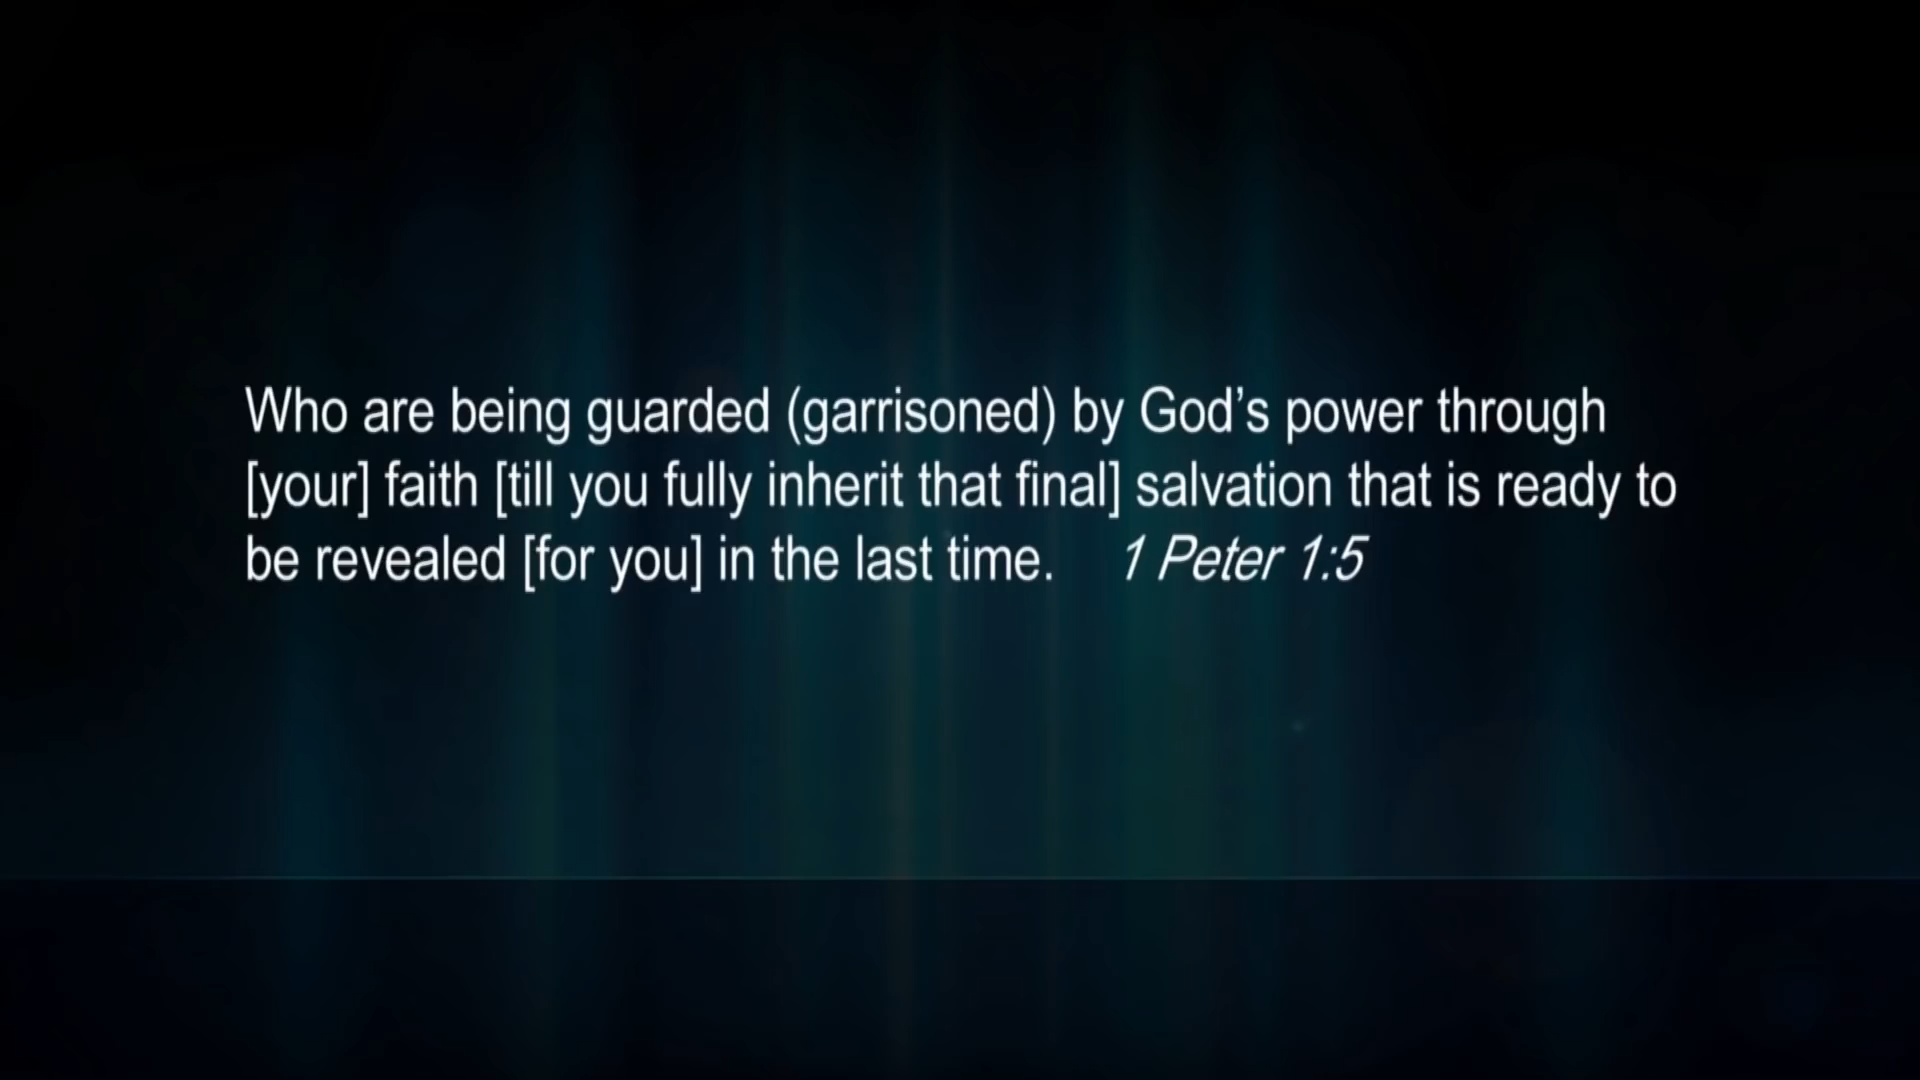 Who are being guarded (garrisoned) by God’s power through
[your] faith [till you fully inherit that final] salvation that is ready to
be revealed [for you] in the last time. 1 Peter 1:5